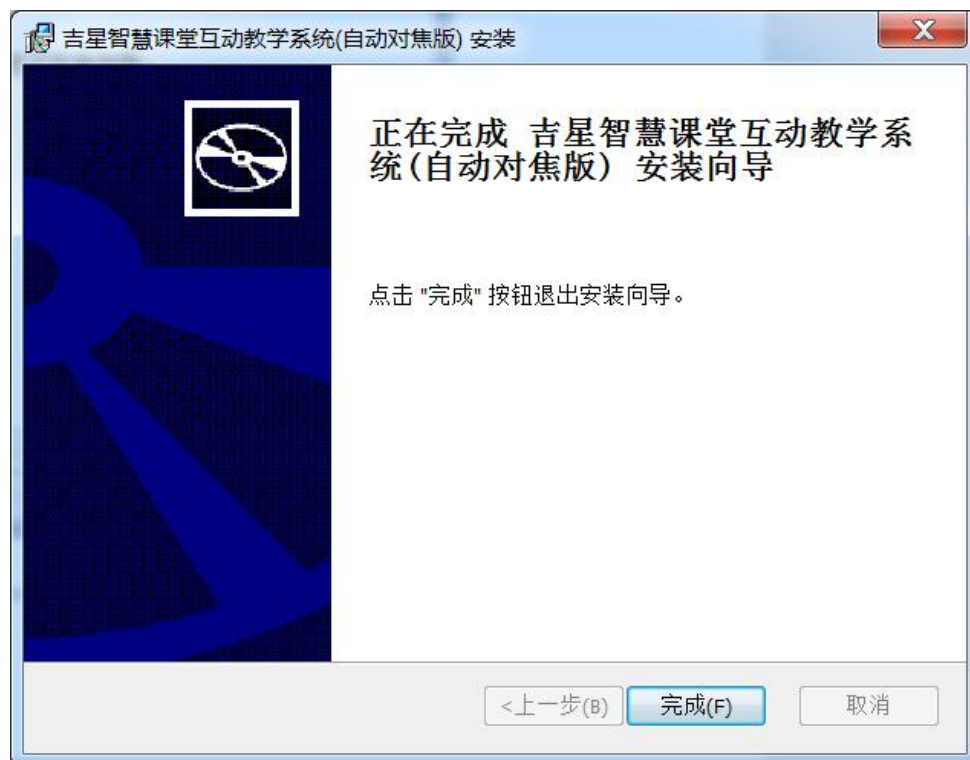 吉星智慧课堂互动教学系统(自动对焦版) 安装
正在完成 吉星智慧课堂互动教学系
统(自动对焦版) 安装向导
点击 "完成" 按钮退出安装向导。
<上一步(B) 完成(F) 取消